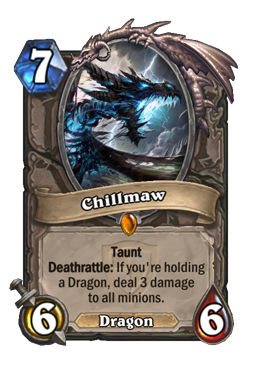 7
Chillmaw
Taunt
Deathrattle: If you're holding
a Dragon, deal 3 damage
to all minions.
6
Dragon
6